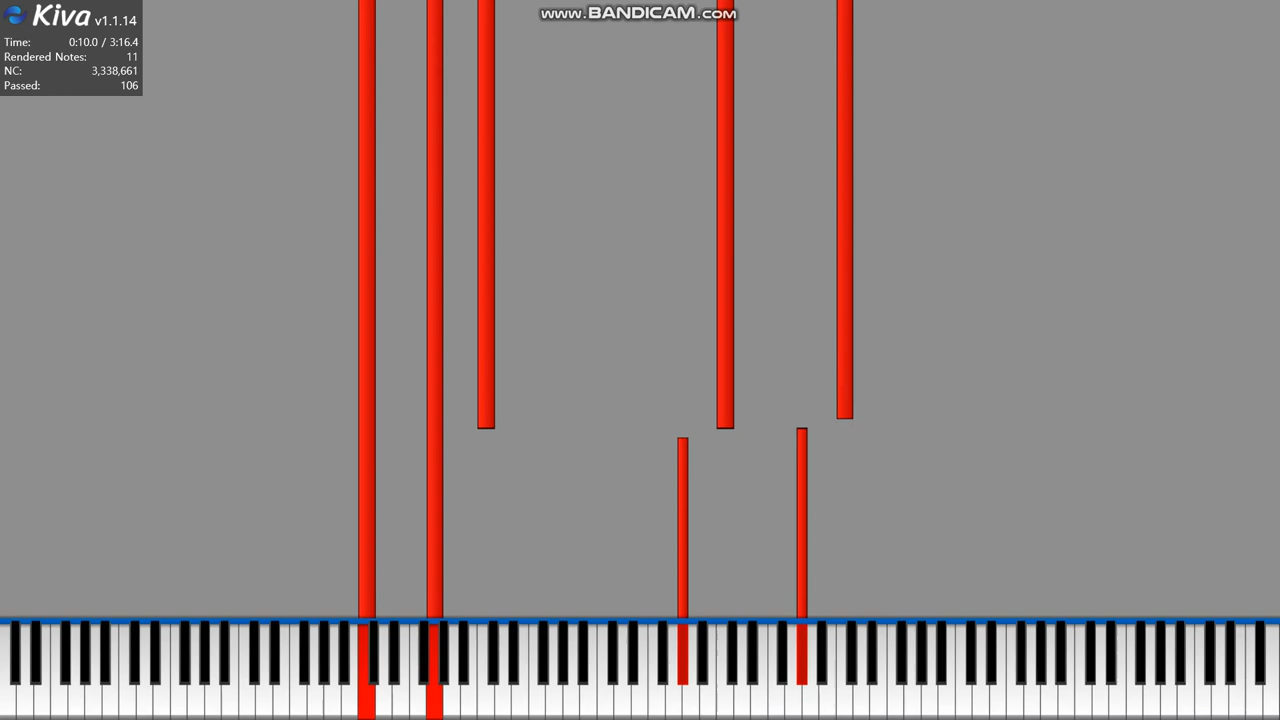 Kiva v1.1.14
www.BANDICAM.com
Time: 0:10.0 / 3:16.4
Rendered Notes: 11
NC: 3,338,661
Passed: 106